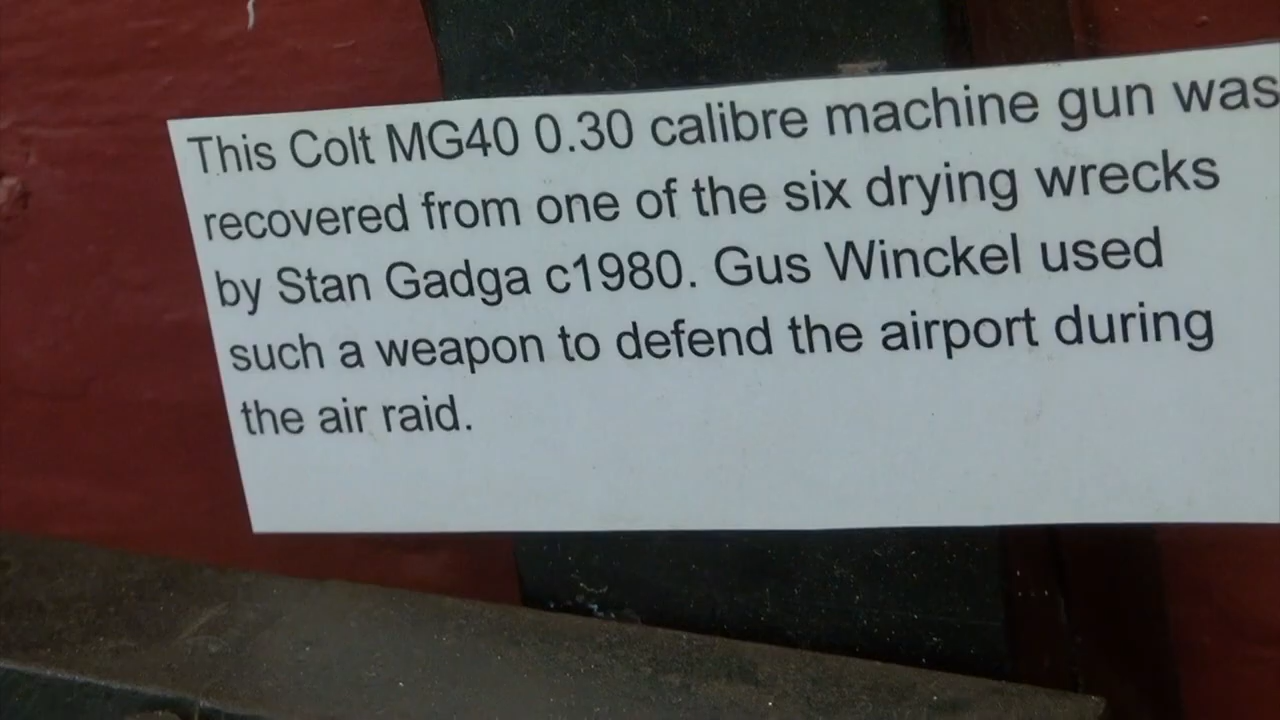 This Colt MG40 0.30 calibre machine gun was
recovered from one of the six drying wrecks
by Stan Gadga c1980. Gus Winckel used
such a weapon to defend the airport during
the air raid.